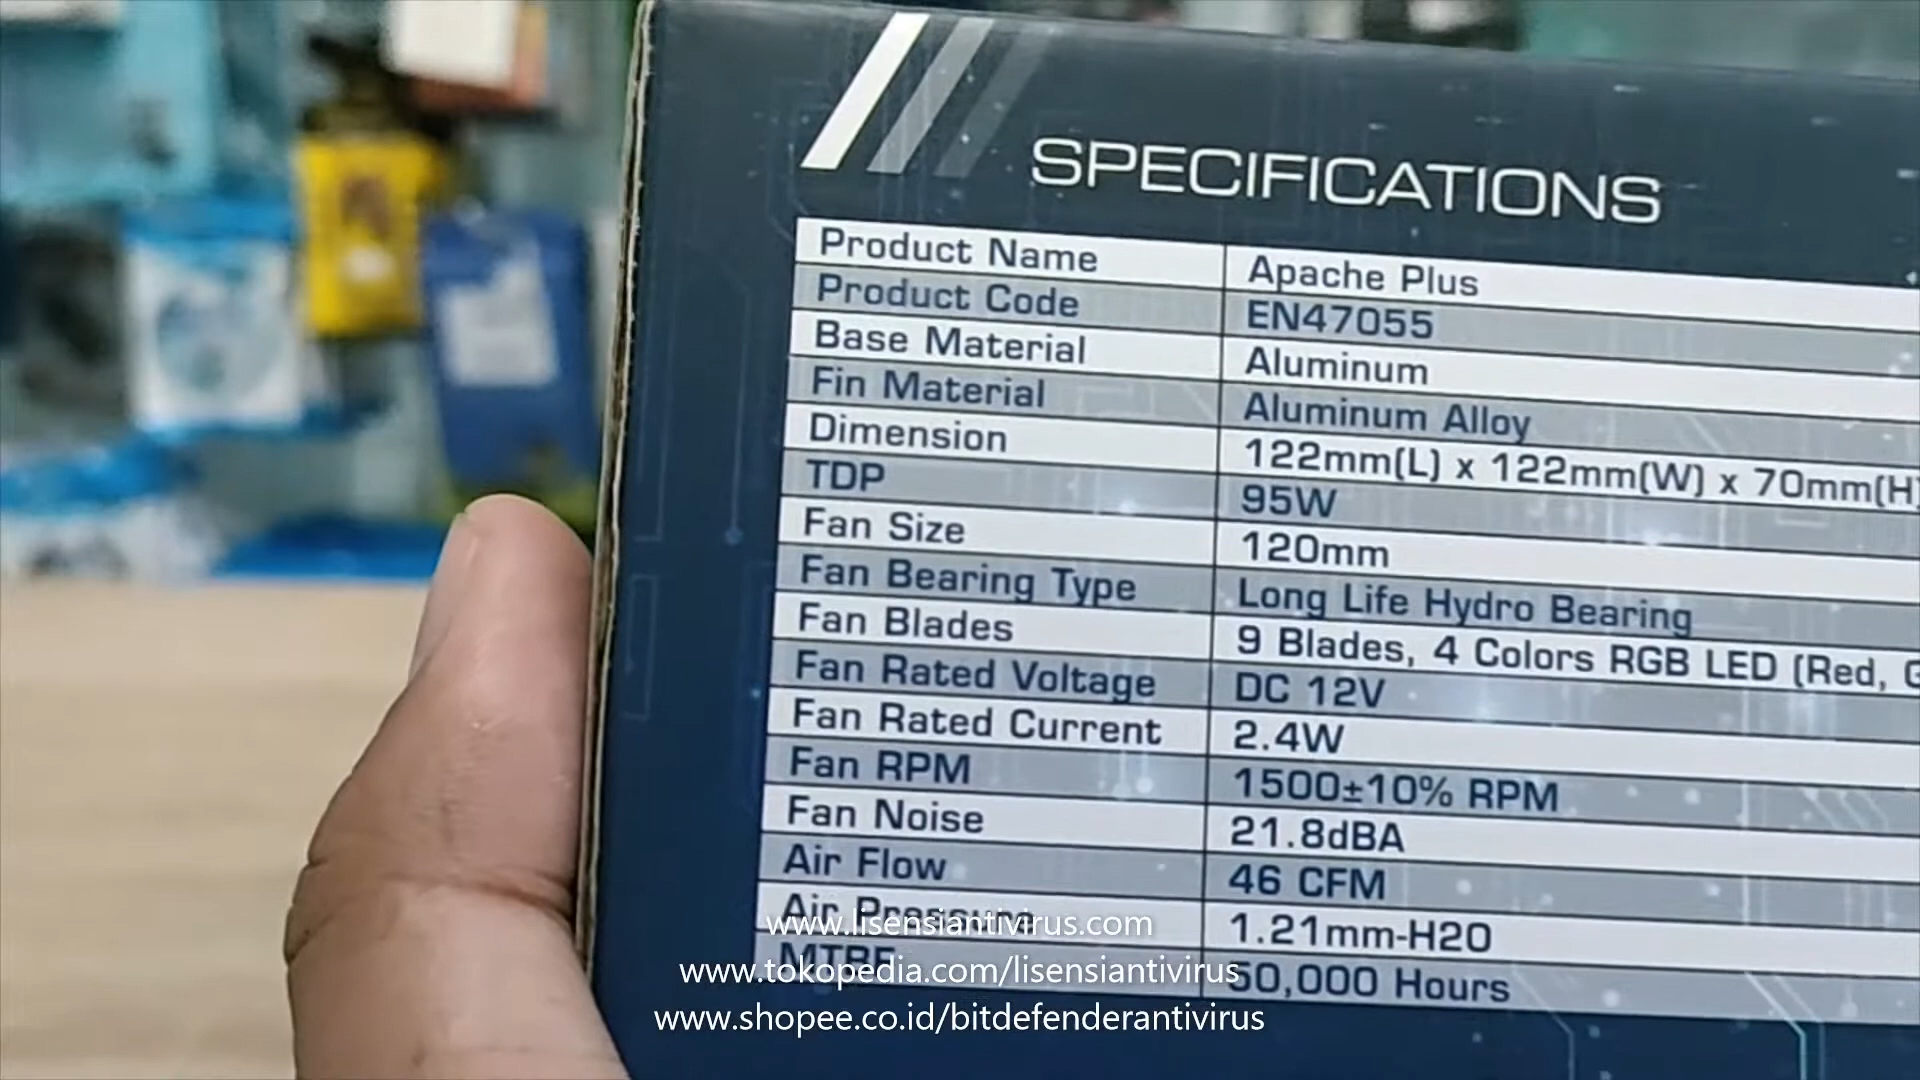 SPECIFICATIONS
Product Name Apache Plus
Product Code EN47055
Base Material Aluminum
Fin Material Aluminum Alloy
Dimension 122mm(L) x 122mm(W) x 70mm(H)
TDP 95W
Fan Size 120mm
Fan Bearing Type Long Life Hydro Bearing
Fan Blades 9 Blades, 4 Colors RGB LED (Red,
Fan Rated Voltage DC 12V
Fan Rated Current 2.4W
Fan RPM 1500±10% RPM
Fan Noise 21.8dBA
Air Flow 46 CFM
Air Pressure 1.21mm-H20
MTBF 50,000 Hours
www.lisensiantivirus.com
www.tokopedia.com/lisensiantivirus
www.shopee.co.id/bitdefenderantivirus